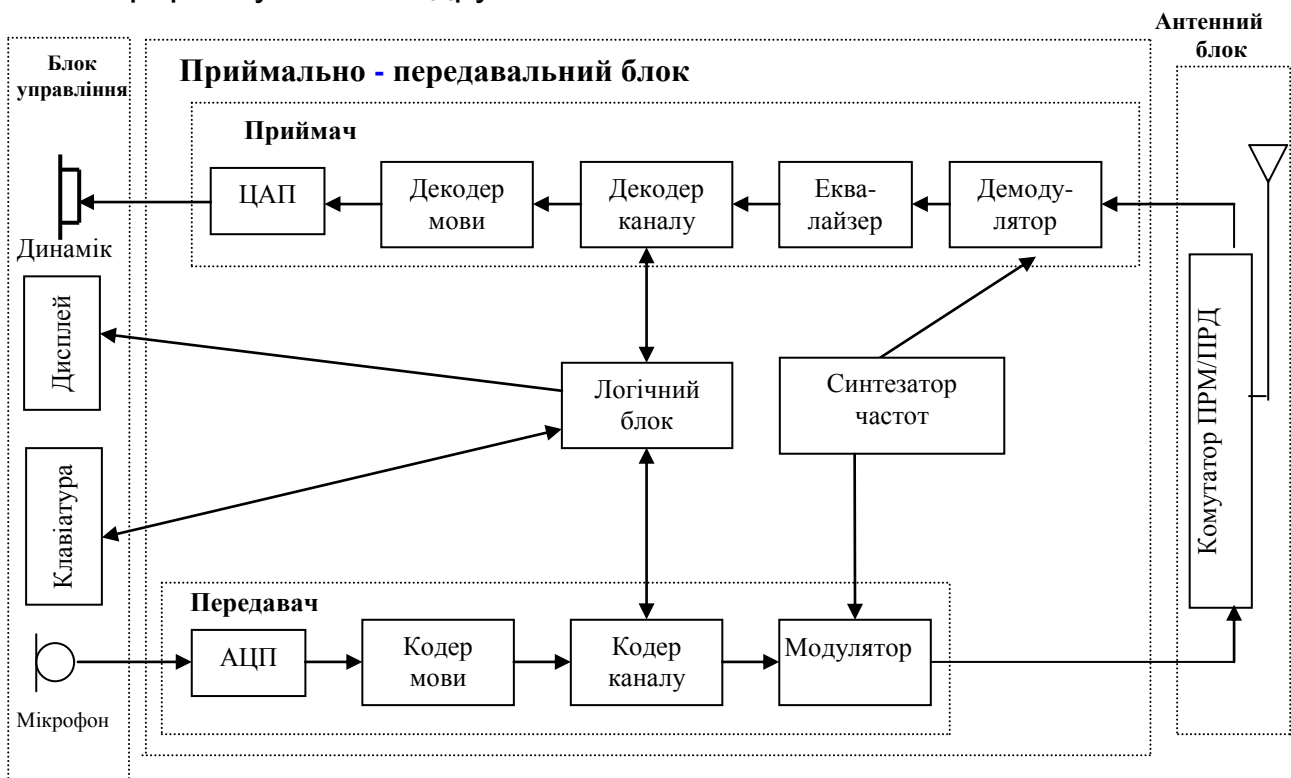 Антенний
блок
Блок
управління
Приймально - передавальний блок
Приймач
ЦАП
Декодер
мови
Декодер
каналу
Еква-
лайзер
Демоду-
лятор
Динамік
Дисплей
Логічний
блок
Синтезатор
частот
Комутатор ПРМ/ПРД
Клавіатура
Передавач
АЦП
Кодер
мови
Кодер
каналу
Модулятор
Мікрофон